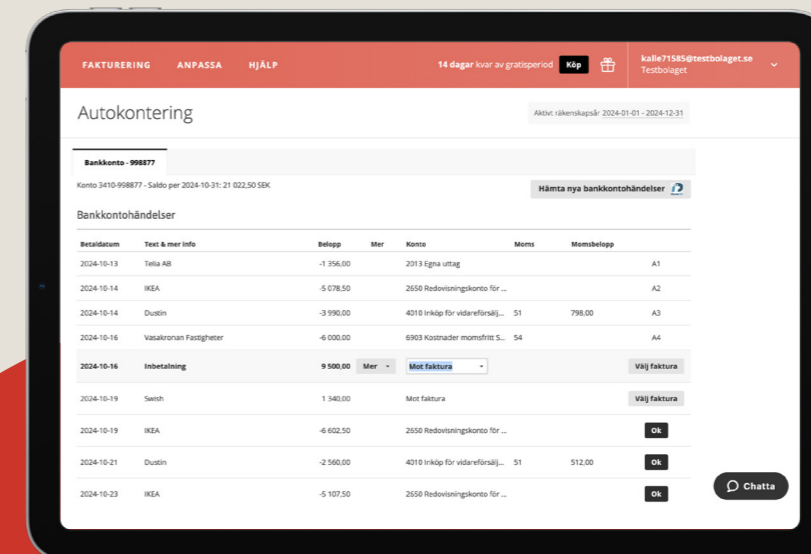 FAKTURERING ANPASSA HJÄLP 14 dagar kvar av gratisperiod Köp kalle71585@testbolaget.se
Testbolaget
Autokontering Aktivt räkenskapsår 2024-01-01 - 2024-12-31
Bankkonto - 998877
Konto 3410-998877 - Saldo per 2024-10-31: 21 022,50 SEK Hämta nya bankkontohändelser
Bankkontohändelser
Betaldatum Text & mer info Belopp Mer Konto Moms Momsbelopp
2024-10-13 Telia AB -1 356,00 2013 Egna uttag A1
2024-10-14 IKEA -5 078,50 2650 Redovisningskonto för ... A2
2024-10-14 Dustin -3 990,00 4010 Inköp för vidareförsälj... 51 798,00 A3
2024-10-16 Vasakronan Fastigheter -6 000,00 6903 Kostnader momsfritt S... 54 A4
2024-10-16 Inbetalning 9 500,00 Mer Mot faktura Välj faktura
2024-10-19 Swish 1 340,00 Mot faktura Välj faktura
2024-10-19 IKEA -6 602,50 2650 Redovisningskonto för ... Ok
2024-10-21 Dustin -2 560,00 4010 Inköp för vidareförsälj... 51 512,00 Ok
2024-10-23 IKEA -5 107,50 2650 Redovisningskonto för ... Ok
Chatta